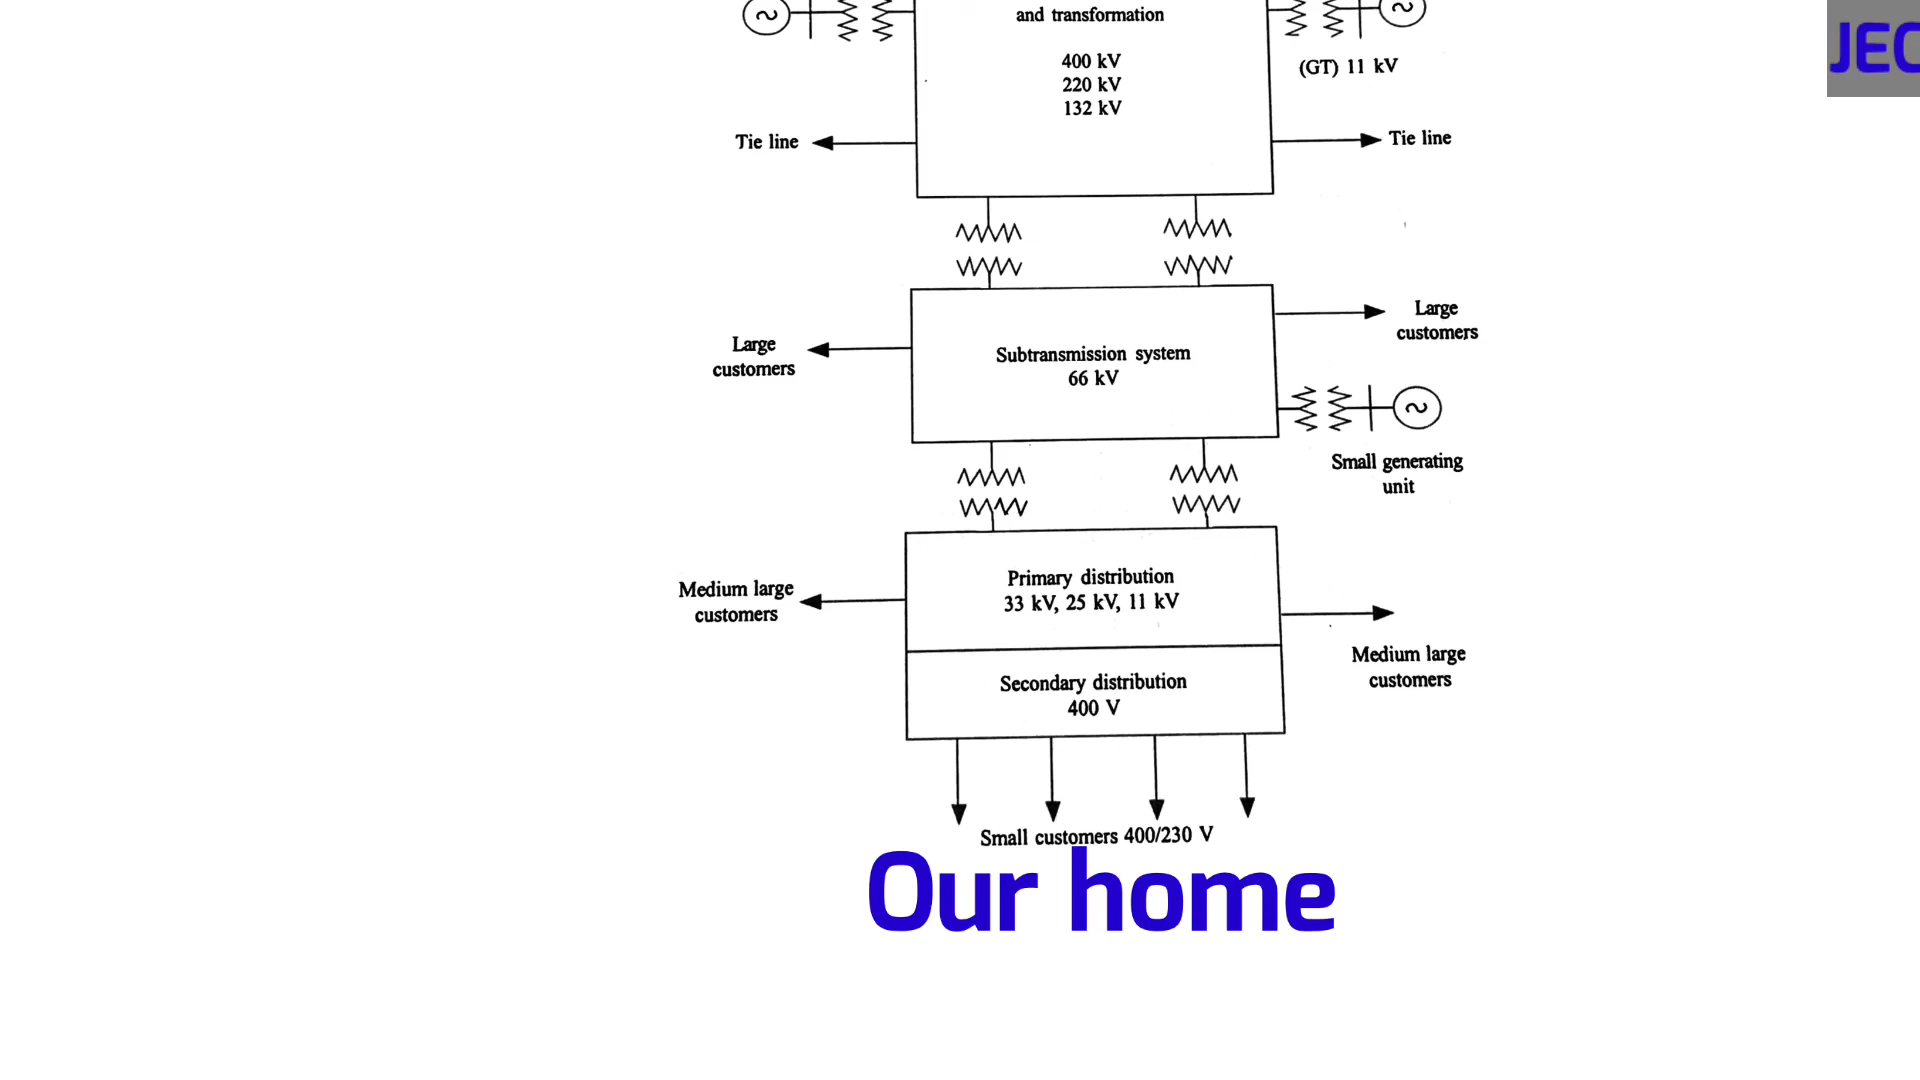 and transformation
400 kV
220 kV
132 kV
(GT) 11 kV
JEC
Tie line
Tie line
Large
customers
Large
customers
Subtransmission system
66 kV
Small generating
unit
Medium large
customers
Primary distribution
33 kV, 25 kV, 11 kV
Medium large
customers
Secondary distribution
400 V
Small customers 400/230 V
Our home